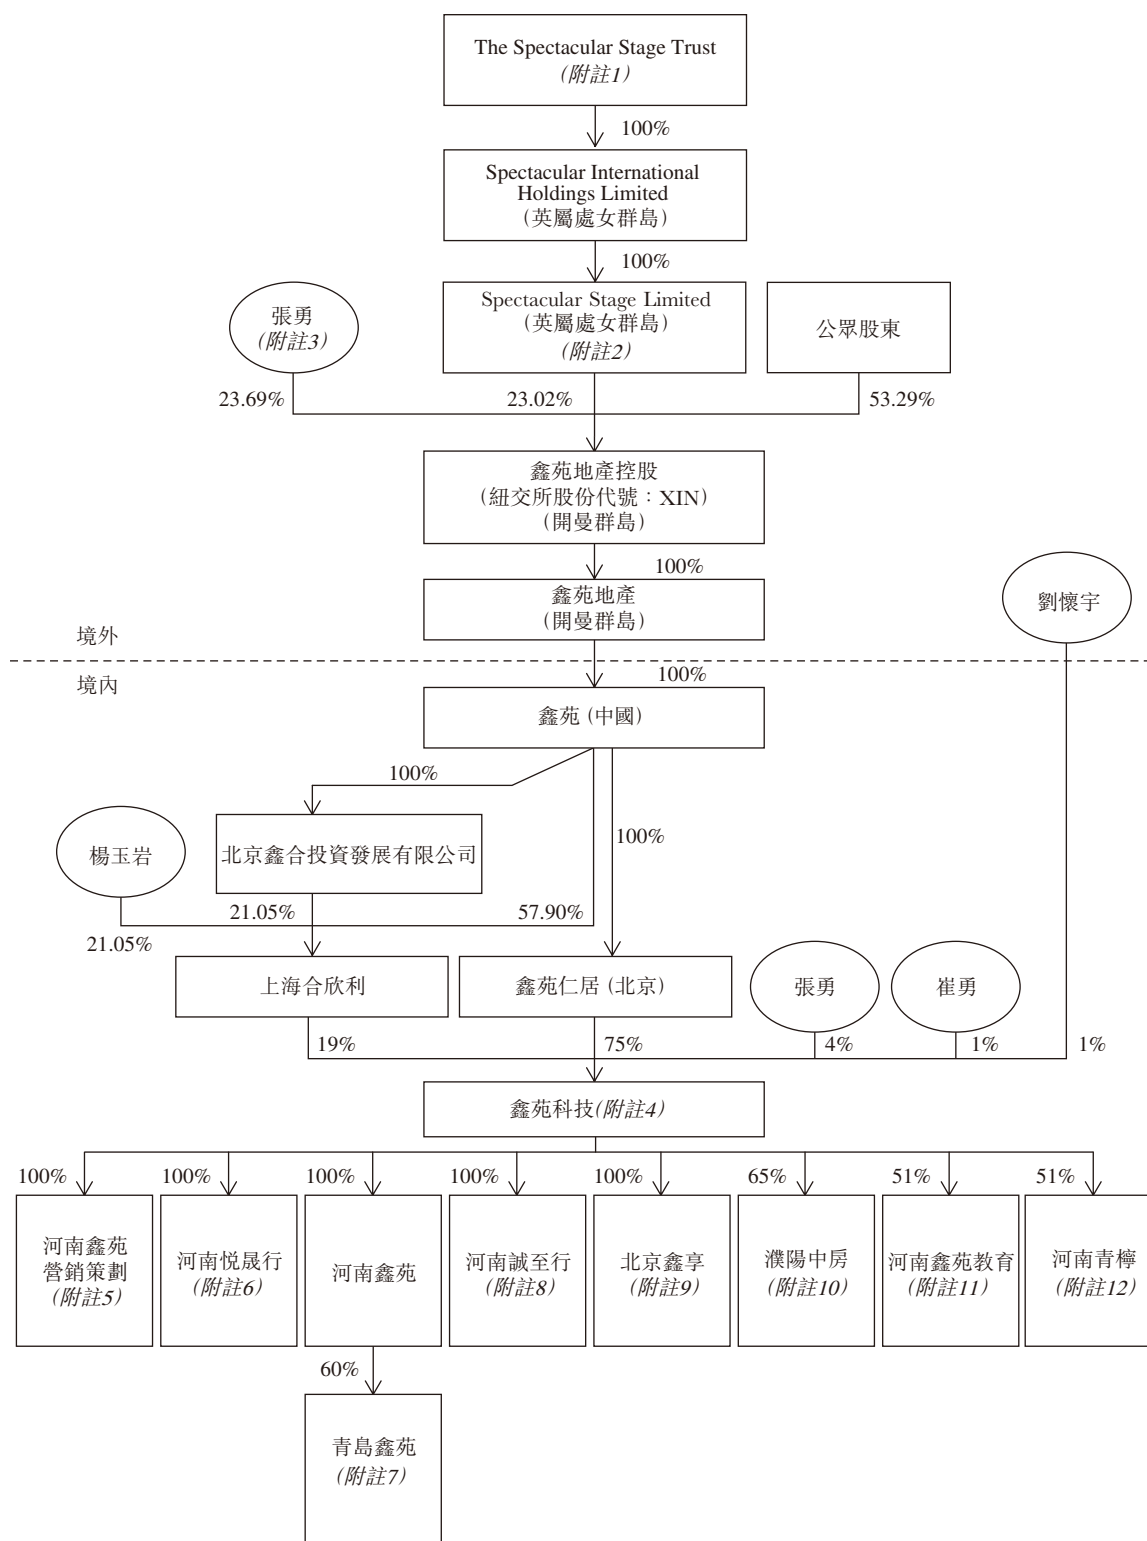 The Spectacular Stage Trust
(附註1)
100%
Spectacular International
Holdings Limited
(英屬處女群島)
100%
張勇
(附註3)
Spectacular Stage Limited
(英屬處女群島)
(附註2)
公眾股東
23.69%
23.02%
53.29%
鑫苑地產控股
(紐交所股份代號：XIN)
(開曼群島)
100%
鑫苑地產
(開曼群島)
劉懷宇
境外
境內
100%
鑫苑 (中國)
100%
100%
楊玉岩
北京鑫合投資發展有限公司
21.05%
21.05%
57.90%
上海合欣利
鑫苑仁居 (北京)
張勇
崔勇
19%
75%
4%
1%
1%
鑫苑科技(附註4)
100%
100%
100%
100%
100%
65%
51%
51%
河南鑫苑
營銷策劃
(附註5)
河南悅晟行
(附註6)
河南鑫苑
河南誠至行
(附註8)
北京鑫享
(附註9)
濮陽中房
(附註10)
河南鑫苑教育
(附註11)
河南青檸
(附註12)
60%
青島鑫苑
(附註7)